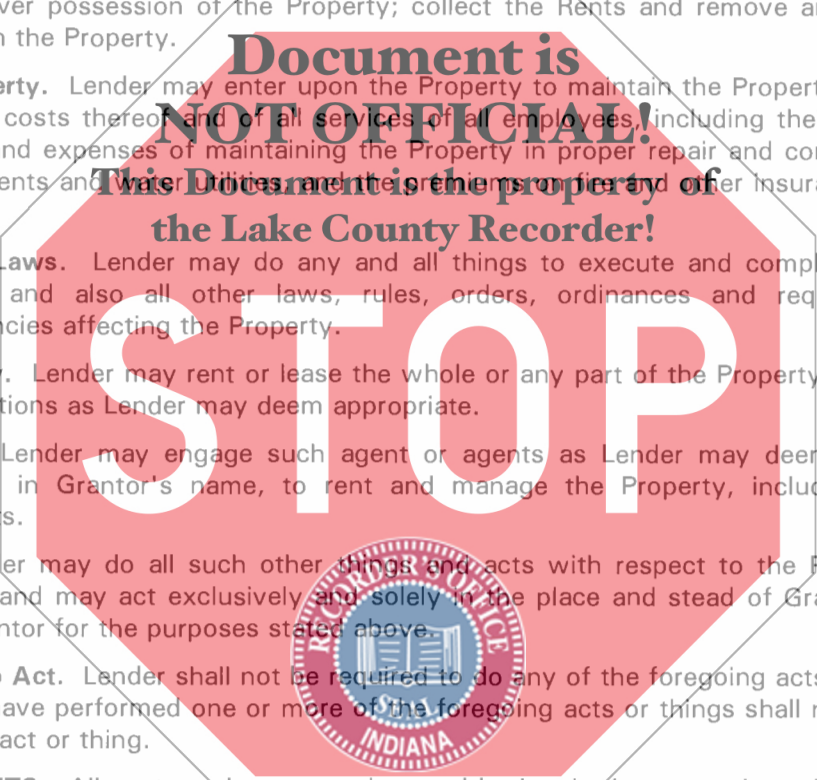 ver possession of the Property; collect the Rents and remove a
the Property.
Document is
erty. Lender may enter upon the Property to maintain the Propert
costs thereof and of all services of all employees, including the
NOT OFFICIAL!
nd expenses of maintaining the Property in proper repair and co
ents and water utilities, and the premiums on fire and other insura
This Document is the property of
the Lake County Recorder!
Laws. Lender may do any and all things to execute and compl
and also all other laws, rules, orders, ordinances and req
cies affecting the Property.
STOP
. Lender may rent or lease the whole or any part of the Property
tions as Lender may deem appropriate.
Lender may engage such agent or agents as Lender may deer
in Grantor's name, to rent and manage the Property, includ
s.
er may do all such other things and acts with respect to the
and may act exclusively and solely in the place and stead of Gra
ntor for the purposes stated above.
RECORDER'S OFFICE
SEAL
INDIANA
Act. Lender shall not be required to do any of the foregoing acts
ave performed one or more of the foregoing acts or things shall
act or thing.